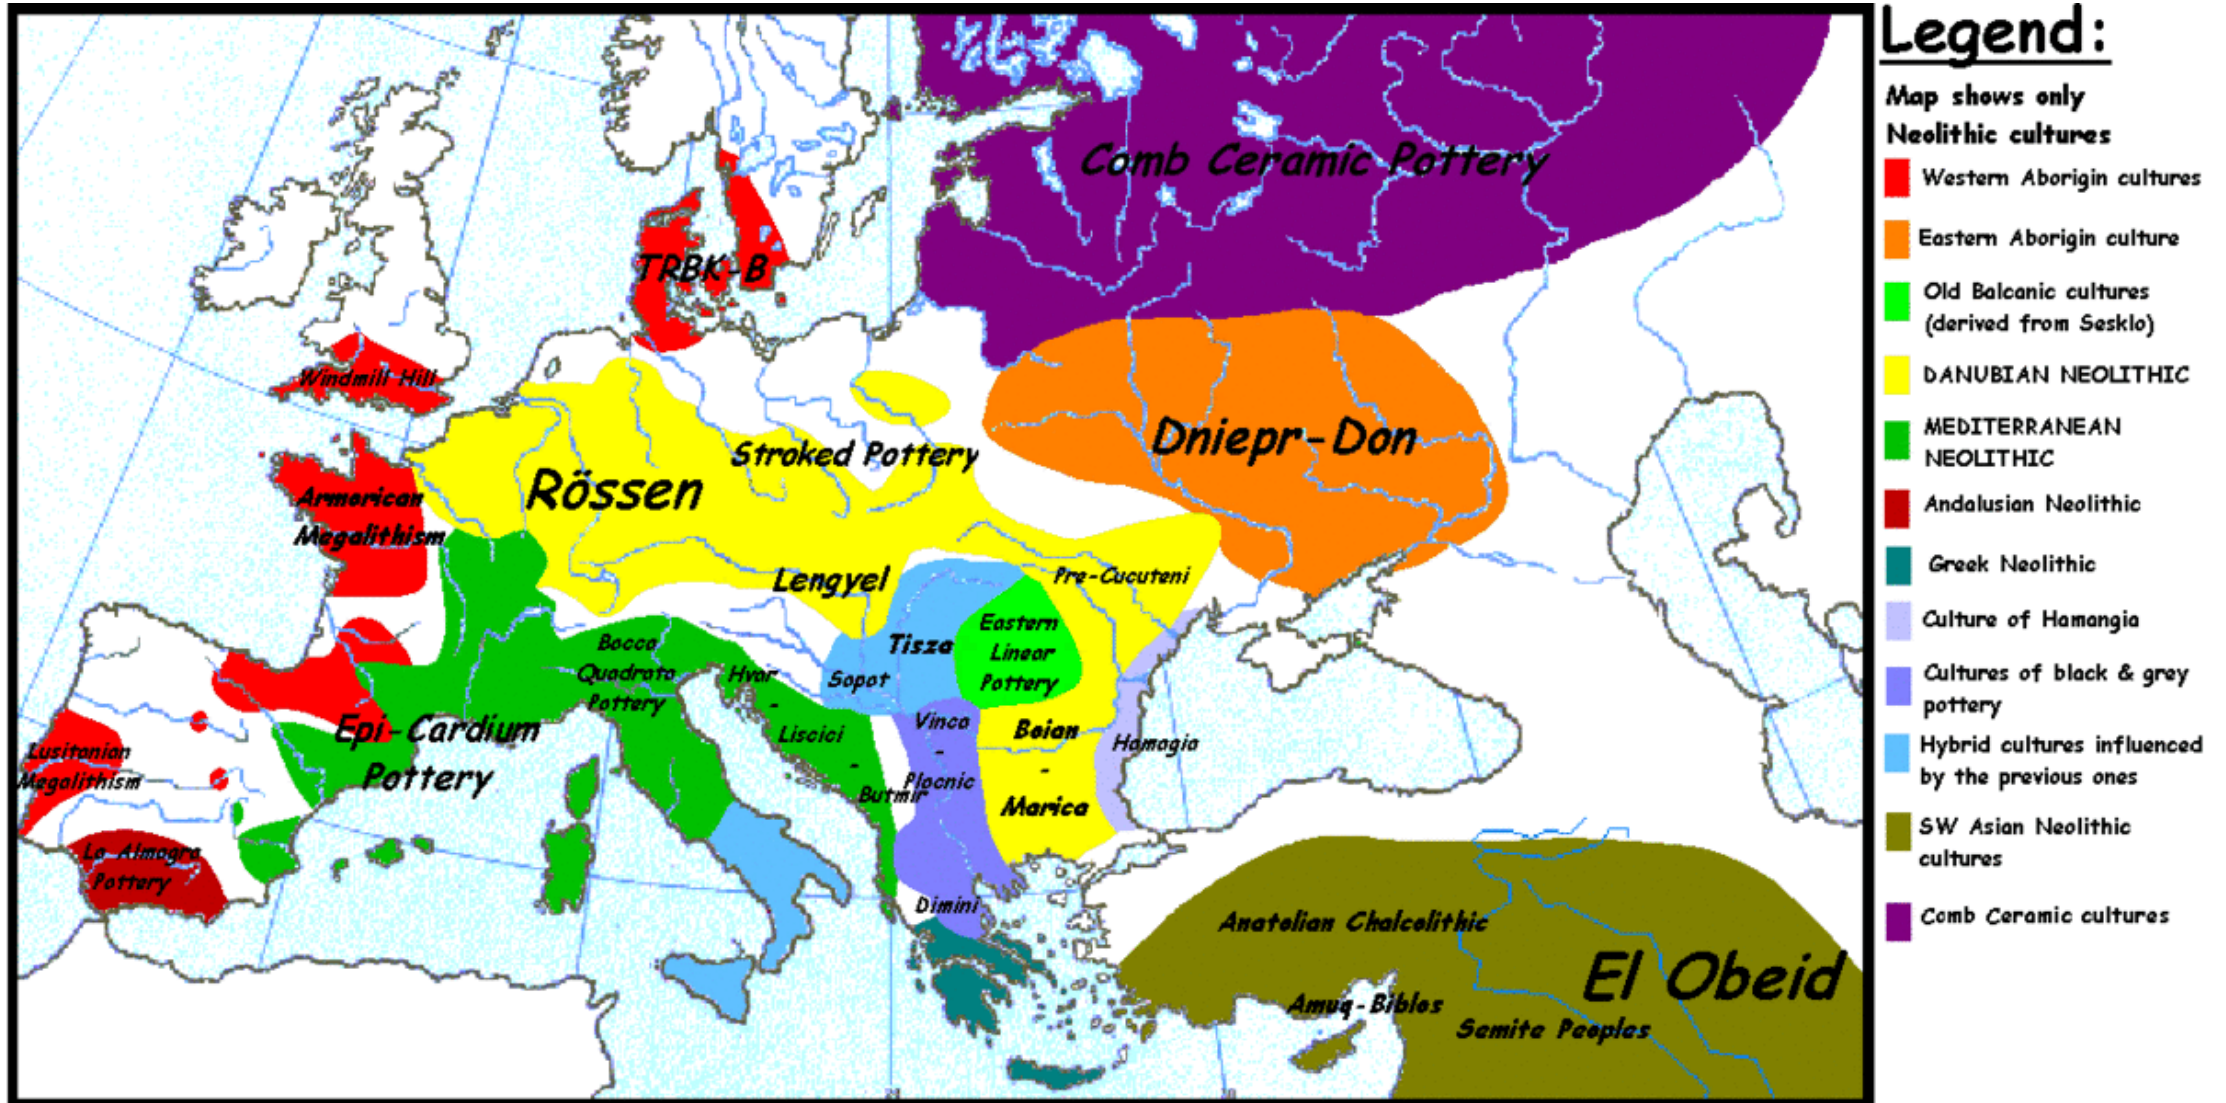 Legend:
Map shows only
Neolithic cultures
Western Aborigin cultures
Eastern Aborigin culture
Old Balcanic cultures
(derived from Sesklo)
DANUBIAN NEOLITHIC
MEDITERRANEAN
NEOLITHIC
Andalusian Neolithic
Greek Neolithic
Culture of Hamangia
Cultures of black & grey
pottery
Hybrid cultures influenced
by the previous ones
SW Asian Neolithic
cultures
Comb Ceramic cultures
Comb Ceramic Pottery
TRBK-B
Windmill Hill
Dniepr-Don
Stroked Pottery
Rössen
Armorican
Megalithism
Lengyel
Pre-Cucuteni
Eastern
Linear
Pottery
Tisza
Sopot
Bocca
Quadrata
Pottery
Hvar
-
Liscici
-
Butmir
Vinca
-
Plocnic
Boian
-
Marica
Hamagia
Epi-Cardium
Pottery
Lusitanian
Megalithism
La Almagra
Pottery
Dimini
Anatolian Chalcolithic
El Obeid
Amuq-Biblos
Semite Peoples